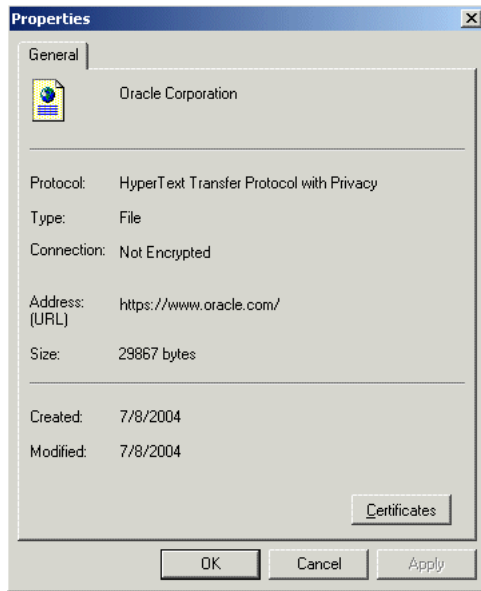 Properties
General
Oracle Corporation
Protocol: HyperText Transfer Protocol with Privacy
Type: File
Connection: Not Encrypted
Address: https://www.oracle.com/
(URL)
Size: 29867 bytes
Created: 7/8/2004
Modified: 7/8/2004
Certificates
OK Cancel Apply